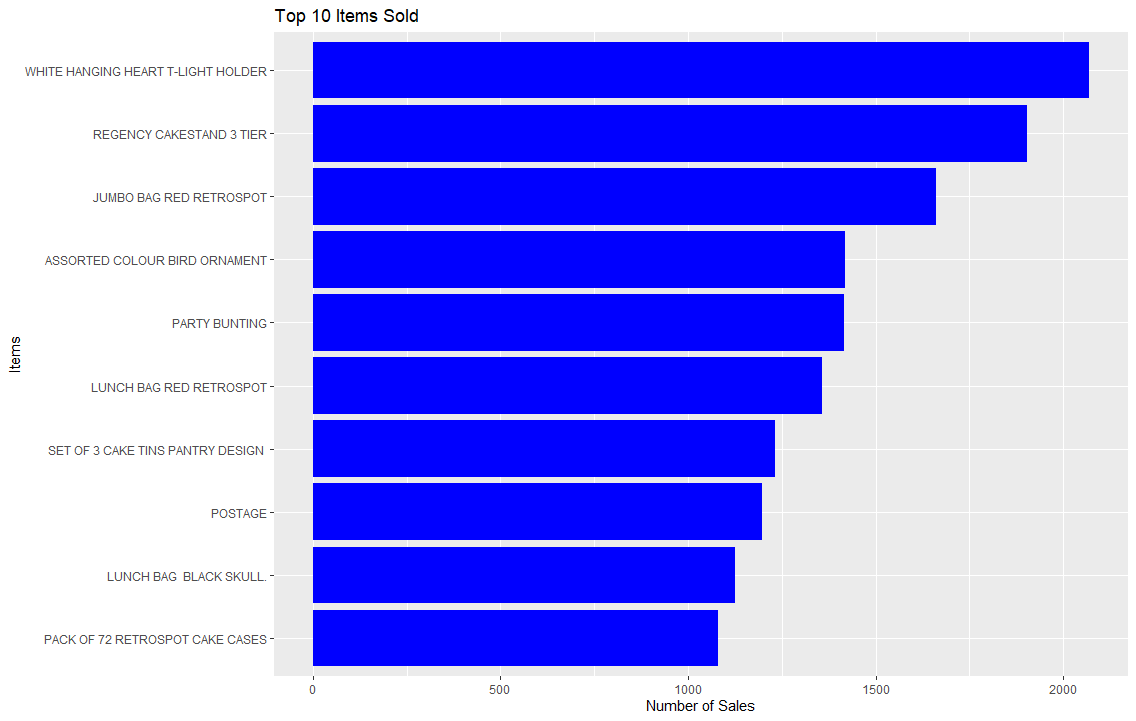 Top 10 Items Sold
Items
WHITE HANGING HEART T-LIGHT HOLDER
REGENCY CAKESTAND 3 TIER
JUMBO BAG RED RETROSPOT
ASSORTED COLOUR BIRD ORNAMENT
PARTY BUNTING
LUNCH BAG RED RETROSPOT
SET OF 3 CAKE TINS PANTRY DESIGN
POSTAGE
LUNCH BAG  BLACK SKULL.
PACK OF 72 RETROSPOT CAKE CASES
0 500 1000 1500 2000
Number of Sales